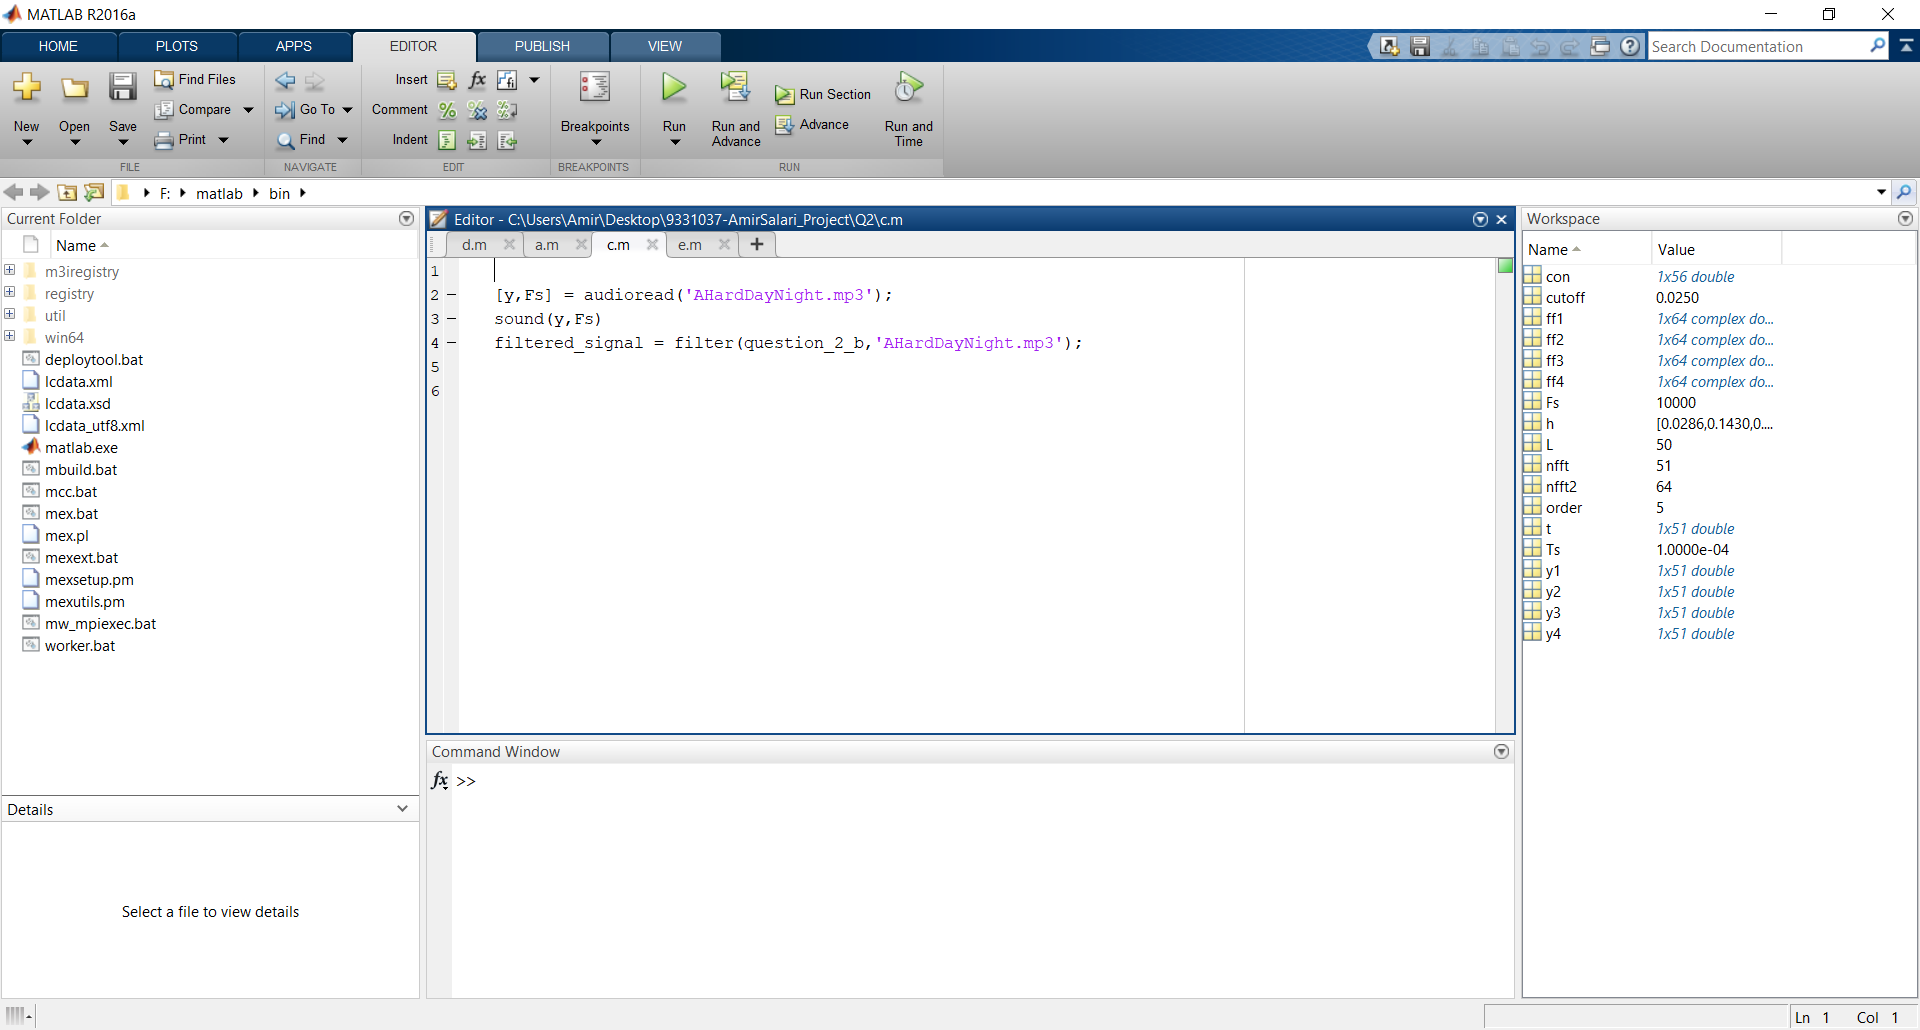 MATLAB R2016a
HOME PLOTS APPS EDITOR PUBLISH VIEW
Search Documentation
New Open Save
Find Files
Compare
Print
FILE
Go To
Find
NAVIGATE
Insert fx
Comment
Indent
EDIT
Breakpoints
BREAKPOINTS
Run
Run and Advance
Run Section
Advance
Run and Time
RUN
F: matlab bin
Current Folder
Name
m3iregistry
registry
util
win64
deploytool.bat
lcdata.xml
lcdata.xsd
lcdata_utf8.xml
matlab.exe
mbuild.bat
mcc.bat
mex.bat
mex.pl
mexext.bat
mexsetup.pm
mexutils.pm
mw_mpiexec.bat
worker.bat
Details
Select a file to view details
Editor - C:\Users\Amir\Desktop\9331037-AmirSalari_Project\Q2\c.m
d.m a.m c.m e.m +
1
2 – [y,Fs] = audioread('AHardDayNight.mp3');
3 – sound(y,Fs)
4 – filtered_signal = filter(question_2_b,'AHardDayNight.mp3');
5
6
Command Window
fx >>
Workspace
Name Value
con 1x56 double
cutoff 0.0250
ff1 1x64 complex do...
ff2 1x64 complex do...
ff3 1x64 complex do...
ff4 1x64 complex do...
Fs 10000
h [0.0286,0.1430,0....
L 50
nfft 51
nfft2 64
order 5
t 1x51 double
Ts 1.0000e-04
y1 1x51 double
y2 1x51 double
y3 1x51 double
y4 1x51 double
Ln 1 Col 1